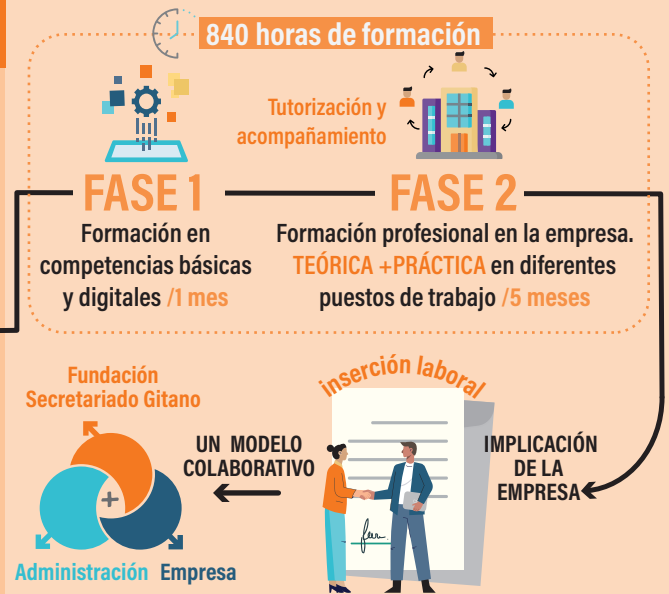 840 horas de formación
Tutorización y
acompañamiento
FASE 1
Formación en
competencias básicas
y digitales /1 mes
FASE 2
Formación profesional en la empresa.
TEÓRICA +PRÁCTICA en diferentes
puestos de trabajo /5 meses
IMPLICACIÓN
DE LA
EMPRESA
inserción laboral
UN MODELO
COLABORATIVO
Fundación
Secretariado Gitano
+
Administración Empresa